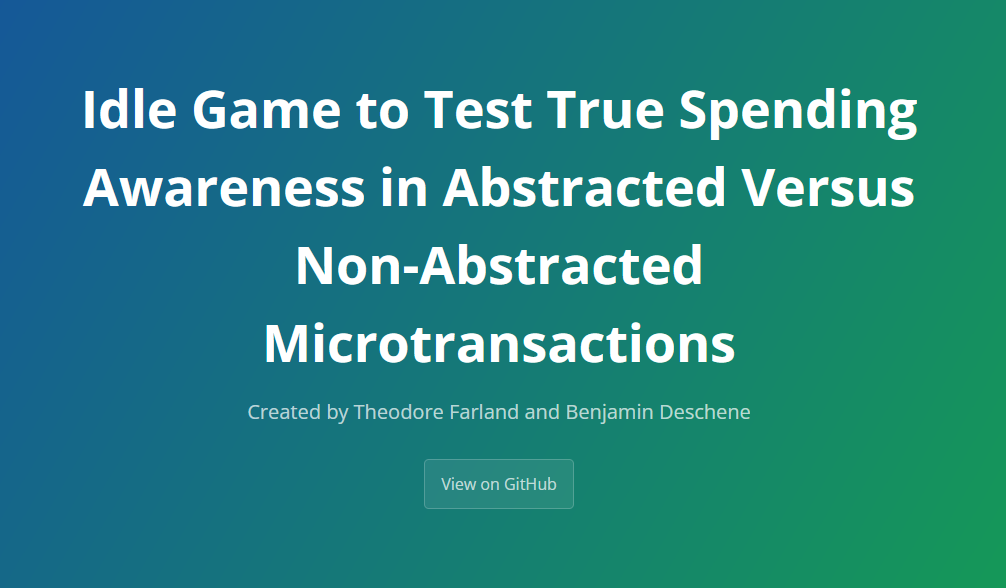 Idle Game to Test True Spending
Awareness in Abstracted Versus
Non-Abstracted
Microtransactions
Created by Theodore Farland and Benjamin Deschene
View on GitHub